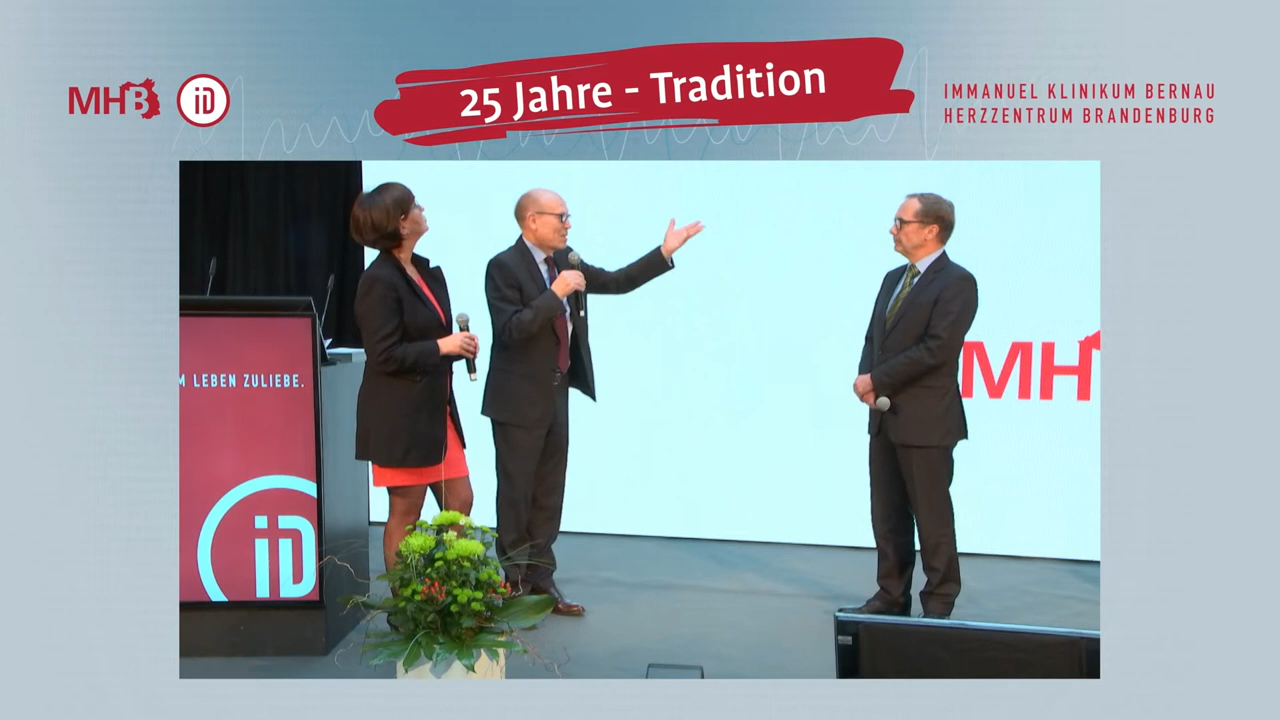 MHB
iD
25 Jahre - Tradition
IMMANUEL KLINIKUM BERNAU
HERZZENTRUM BRANDENBURG
M LEBEN ZULIEBE.
iD
MH